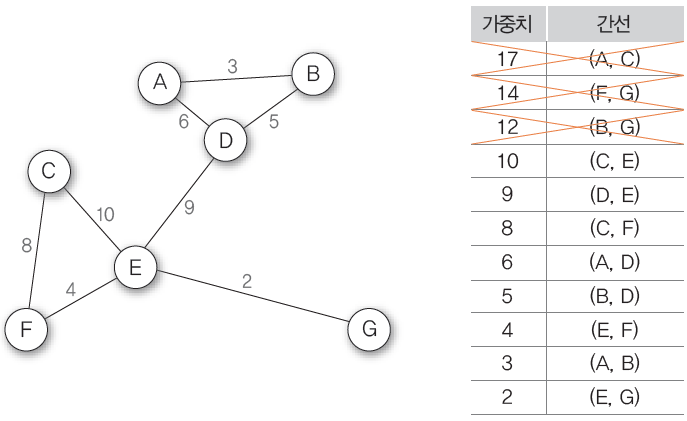 가중치 간선
17 (A, C)
14 (F, G)
12 (B, G)
10 (C, E)
9 (D, E)
8 (C, F)
6 (A, D)
5 (B, D)
4 (E, F)
3 (A, B)
2 (E, G)
3
A
B
6
5
D
C
10
9
8
E
4
2
F
G